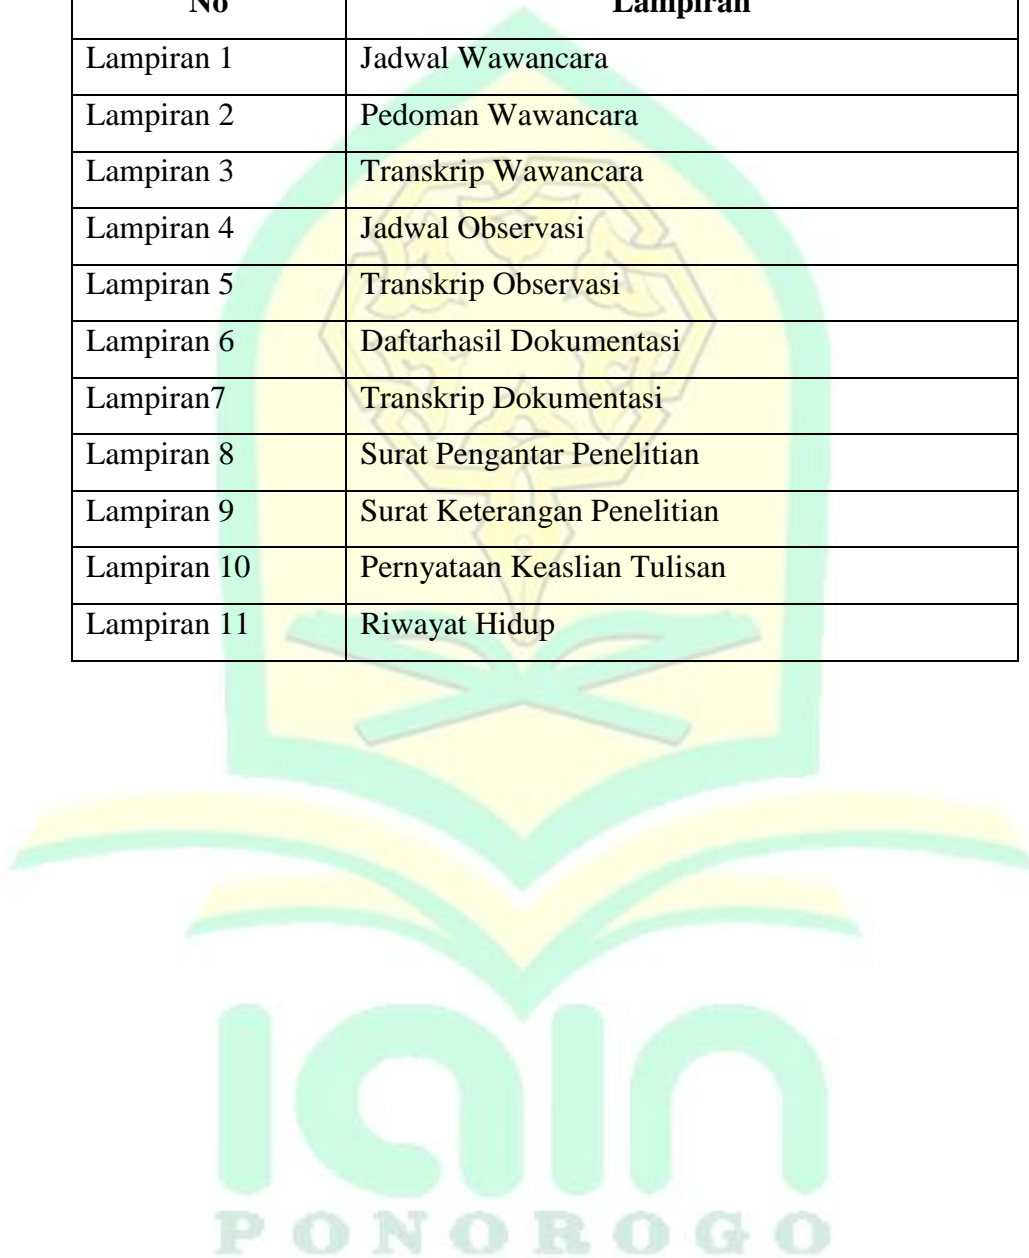 No Lampiran
Lampiran 1 Jadwal Wawancara
Lampiran 2 Pedoman Wawancara
Lampiran 3 Transkrip Wawancara
Lampiran 4 Jadwal Observasi
Lampiran 5 Transkrip Observasi
Lampiran 6 Daftarhasil Dokumentasi
Lampiran7 Transkrip Dokumentasi
Lampiran 8 Surat Pengantar Penelitian
Lampiran 9 Surat Keterangan Penelitian
Lampiran 10 Pernyataan Keaslian Tulisan
Lampiran 11 Riwayat Hidup
iain
PONOROGO